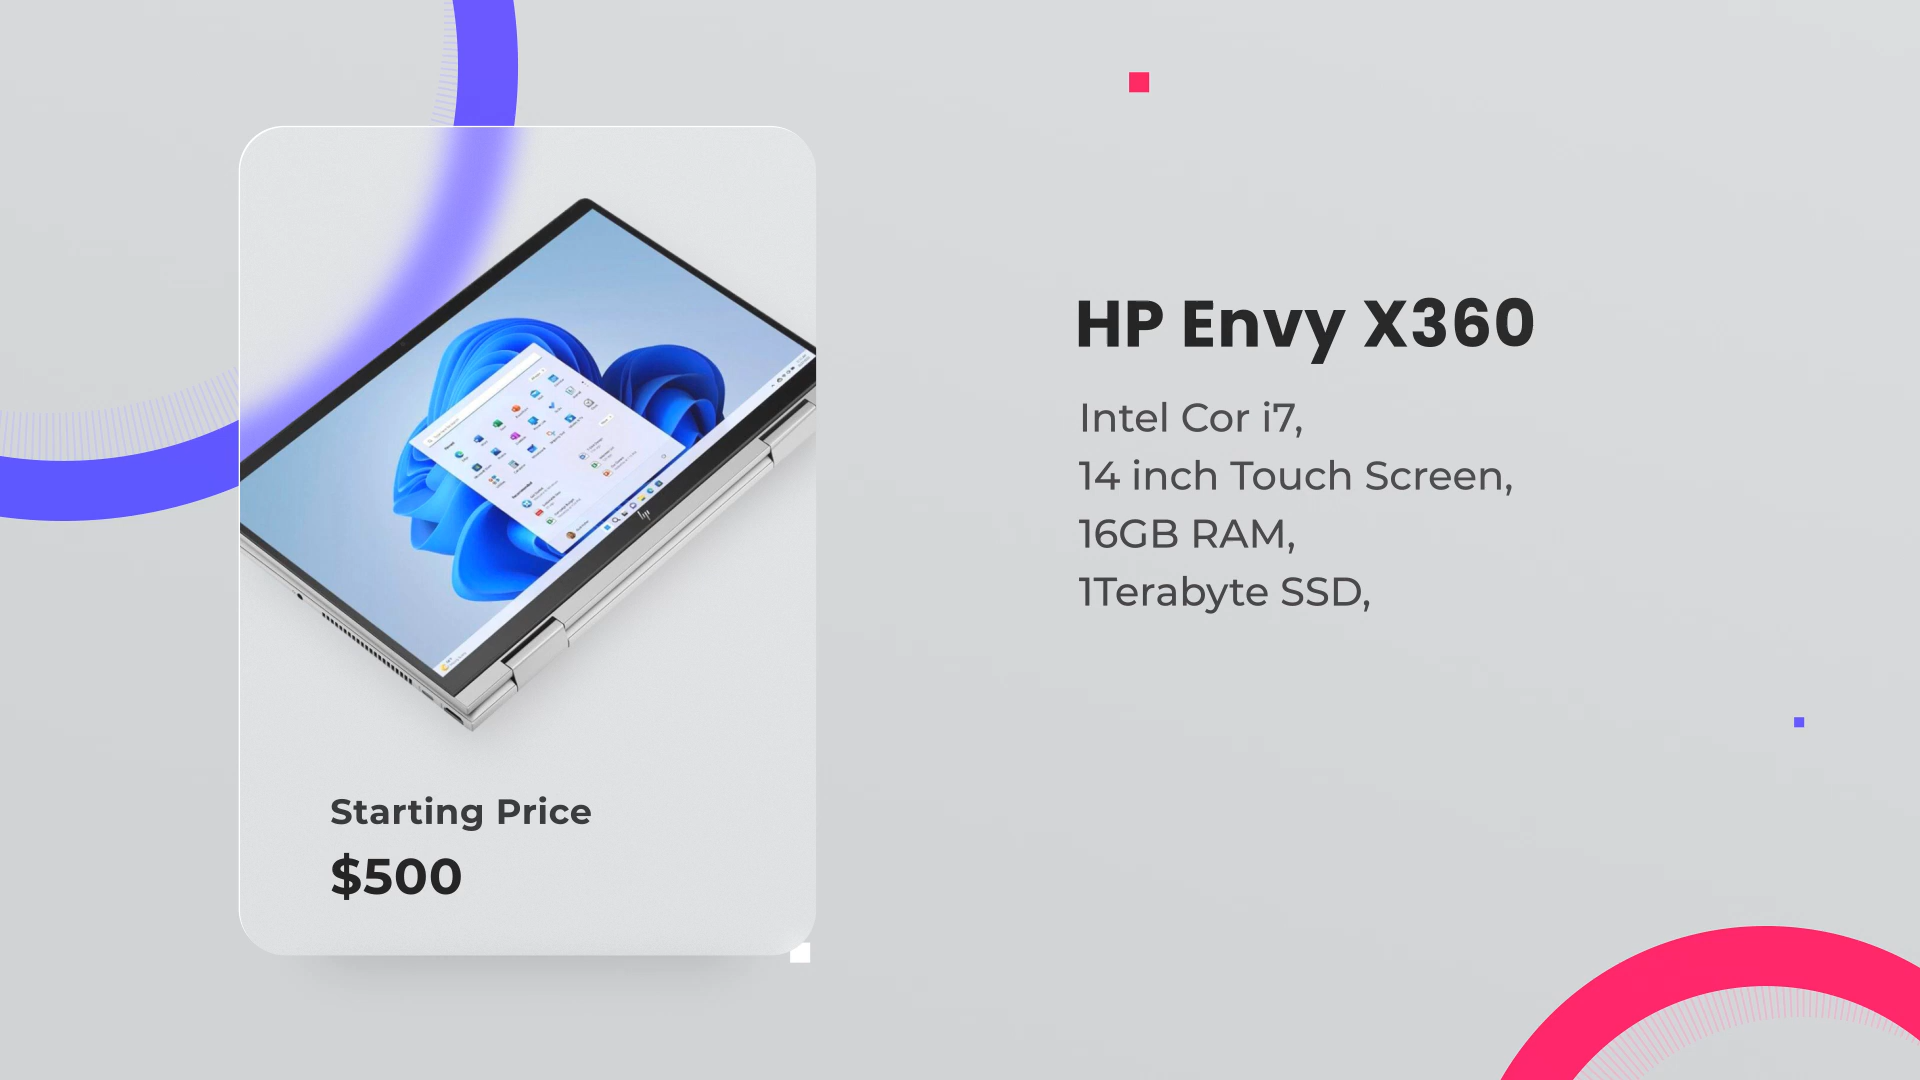 HP Envy X360
Intel Cor i7,
14 inch Touch Screen,
16GB RAM,
1Terabyte SSD,
Starting Price
$500